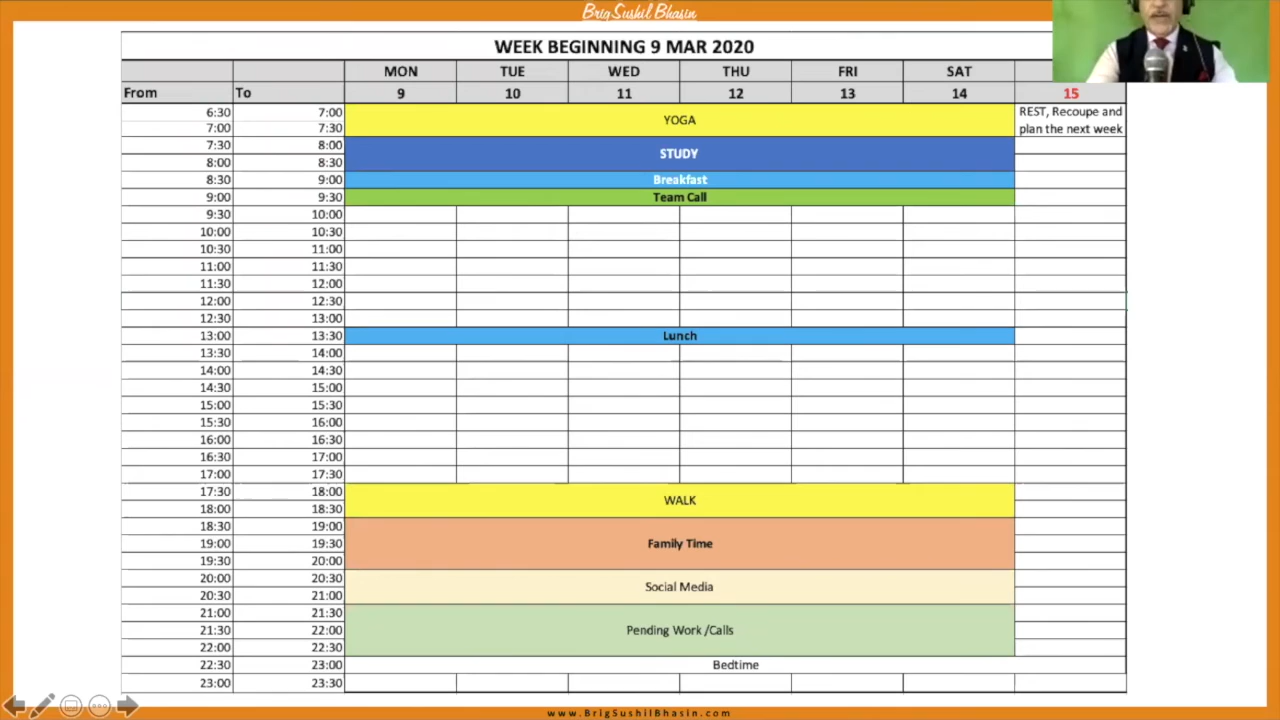 Brig Sushil Bhasin
WEEK BEGINNING 9 MAR 2020
MON TUE WED THU FRI SAT
From To 9 10 11 12 13 14 15
6:30 7:00 YOGA REST, Recoupe and
7:00 7:30 plan the next week
7:30 8:00 STUDY
8:00 8:30
8:30 9:00 Breakfast
9:00 9:30 Team Call
9:30 10:00
10:00 10:30
10:30 11:00
11:00 11:30
11:30 12:00
12:00 12:30
12:30 13:00
13:00 13:30 Lunch
13:30 14:00
14:00 14:30
14:30 15:00
15:00 15:30
15:30 16:00
16:00 16:30
16:30 17:00
17:00 17:30
17:30 18:00 WALK
18:00 18:30
18:30 19:00
19:00 19:30 Family Time
19:30 20:00
20:00 20:30 Social Media
20:30 21:00
21:00 21:30
21:30 22:00 Pending Work /Calls
22:00 22:30
22:30 23:00 Bedtime
23:00 23:30
www.BrigSushilBhasin.com